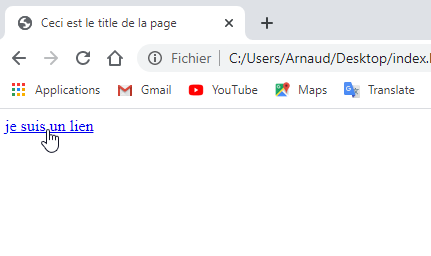 Ceci est le title de la page
Fichier C:/Users/Arnaud/Desktop/index.
Applications Gmail YouTube Maps Translate
je suis un lien